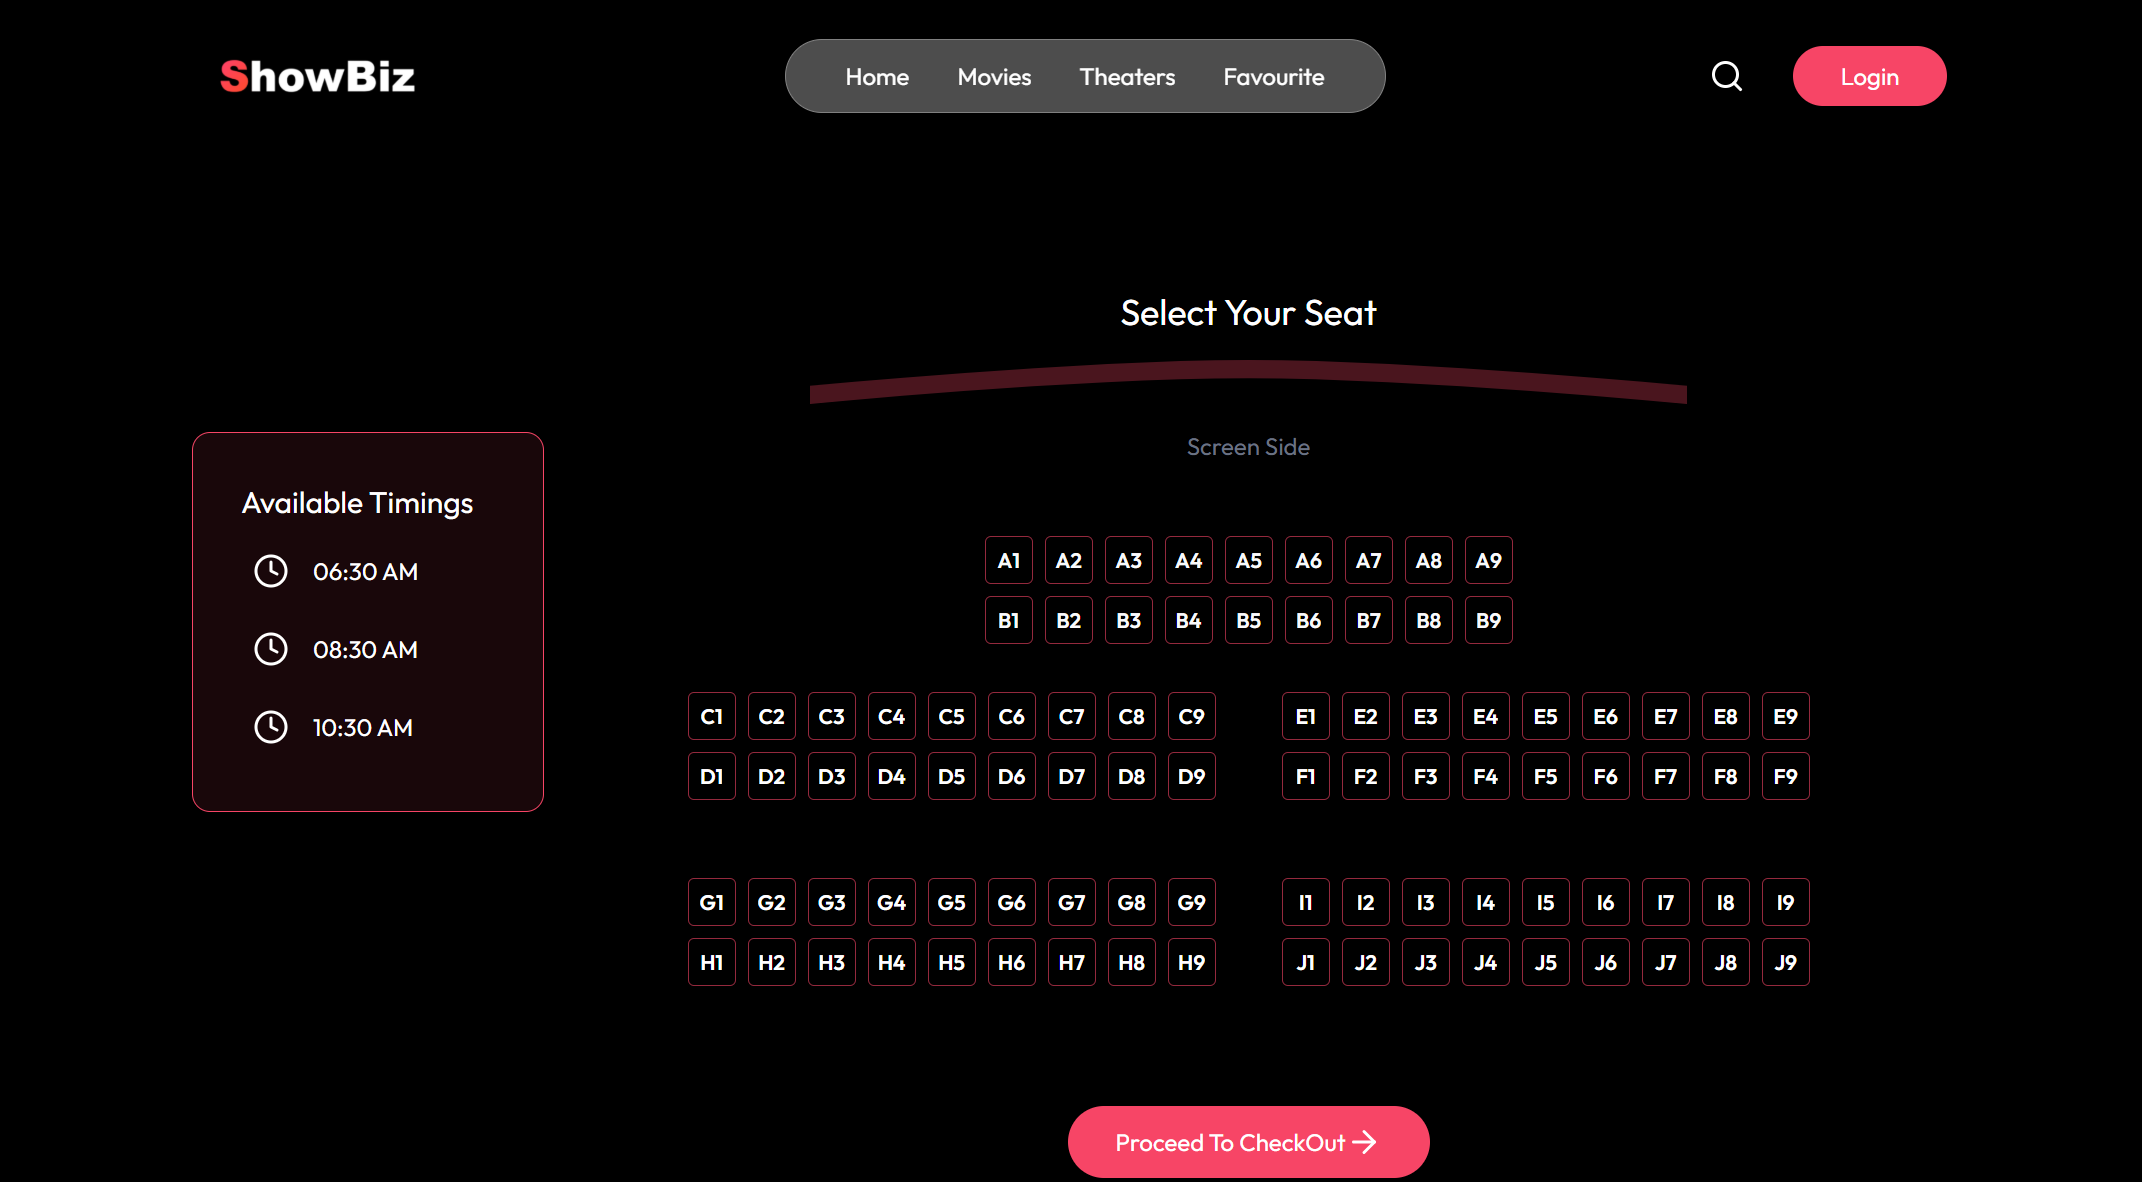 ShowBiz
Home Movies Theaters Favourite
Login
Select Your Seat
Screen Side
Available Timings
06:30 AM
08:30 AM
10:30 AM
A1 A2 A3 A4 A5 A6 A7 A8 A9
B1 B2 B3 B4 B5 B6 B7 B8 B9
C1 C2 C3 C4 C5 C6 C7 C8 C9
D1 D2 D3 D4 D5 D6 D7 D8 D9
E1 E2 E3 E4 E5 E6 E7 E8 E9
F1 F2 F3 F4 F5 F6 F7 F8 F9
G1 G2 G3 G4 G5 G6 G7 G8 G9
H1 H2 H3 H4 H5 H6 H7 H8 H9
I1 I2 I3 I4 I5 I6 I7 I8 I9
J1 J2 J3 J4 J5 J6 J7 J8 J9
Proceed To CheckOut